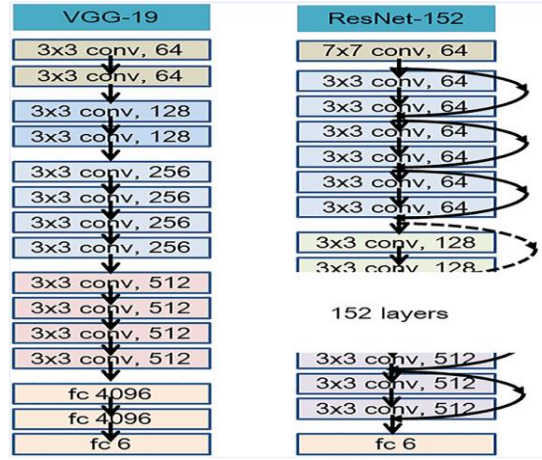 VGG-19
3x3 conv, 64
3x3 conv, 64
3x3 conv, 128
3x3 conv, 128
3x3 conv, 256
3x3 conv, 256
3x3 conv, 256
3x3 conv, 256
3x3 conv, 512
3x3 conv, 512
3x3 conv, 512
3x3 conv, 512
fc 4096
fc 4096
fc 6
ResNet-152
7x7 conv, 64
3x3 conv, 64
3x3 conv, 64
3x3 conv, 64
3x3 conv, 64
3x3 conv, 64
3x3 conv, 64
3x3 conv, 128
3x3 conv, 128
152 layers
3x3 conv, 512
3x3 conv, 512
3x3 conv, 512
fc 6